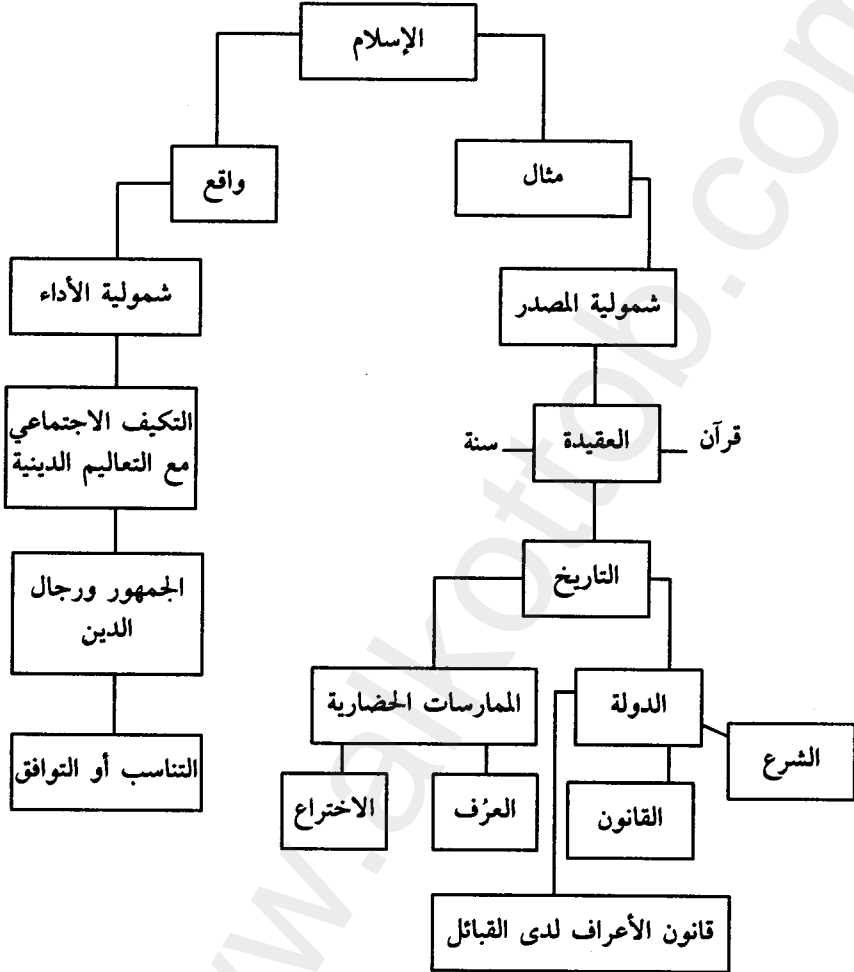 الإسلام
مثال
واقع
شمولية المصدر
شمولية الأداء
قرآن
العقيدة
سنة
التكيف الاجتماعي
مع التعاليم الدينية
التاريخ
الجمهور ورجال
الدين
الدولة
الممارسات الحضارية
الشرع
القانون
العرُف
الاختراع
التناسب أو التوافق
قانون الأعراف لدى القبائل
www.alkottob.com